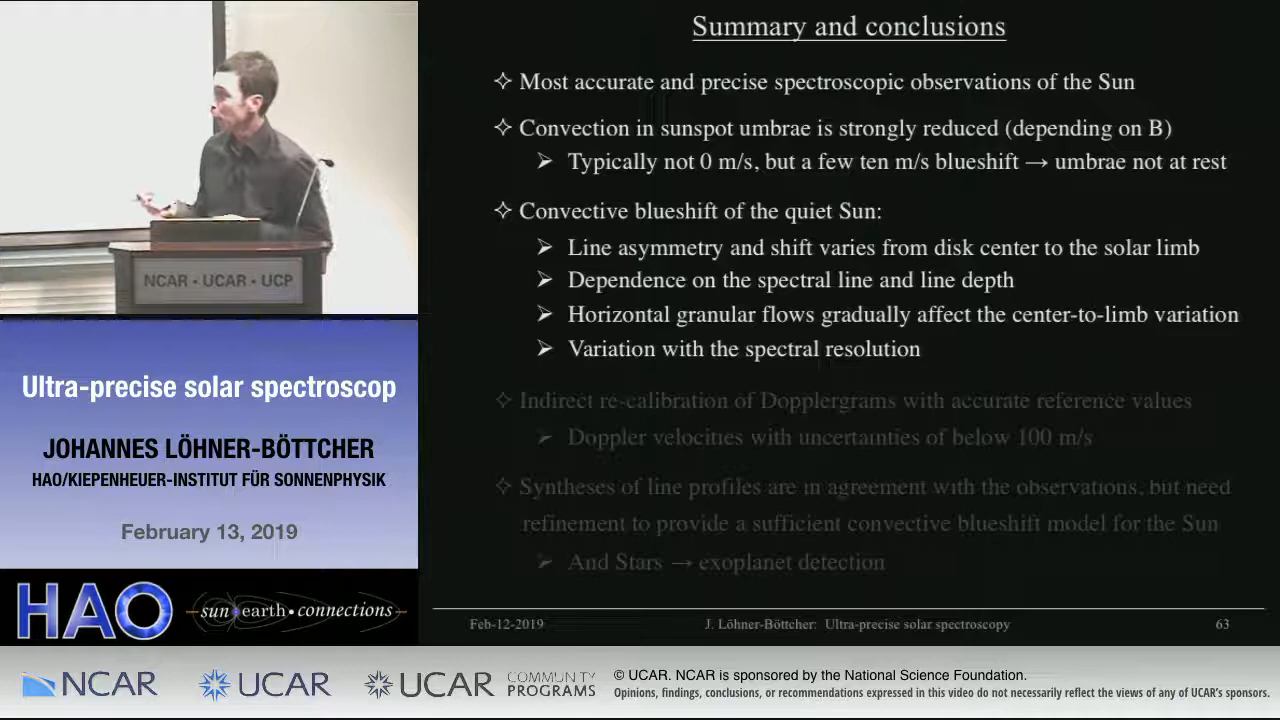 Summary and conclusions
✧ Most accurate and precise spectroscopic observations of the Sun
✧ Convection in sunspot umbrae is strongly reduced (depending on B)
➢ Typically not 0 m/s, but a few ten m/s blueshift → umbrae not at rest
✧ Convective blueshift of the quiet Sun:
➢ Line asymmetry and shift varies from disk center to the solar limb
➢ Dependence on the spectral line and line depth
➢ Horizontal granular flows gradually affect the center-to-limb variation
➢ Variation with the spectral resolution
✧ Indirect re-calibration of Dopplergrams with accurate reference values
➢ Doppler velocities with uncertainties of below 100 m/s
✧ Syntheses of line profiles are in agreement with the observations, but need
refinement to provide a sufficient convective blueshift model for the Sun
➢ And Stars → exoplanet detection
Feb-12-2019 J. Löhner-Böttcher: Ultra-precise solar spectroscopy 63
NCAR • UCAR • UCP
Ultra-precise solar spectroscop
JOHANNES LÖHNER-BÖTTCHER
HAO/KIEPENHEUER-INSTITUT FÜR SONNENPHYSIK
February 13, 2019
HAO sun•earth•connections
NCAR UCAR UCAR COMMUNITY
PROGRAMS
© UCAR. NCAR is sponsored by the National Science Foundation.
Opinions, findings, conclusions, or recommendations expressed in this video do not necessarily reflect the views of any of UCAR's sponsors.